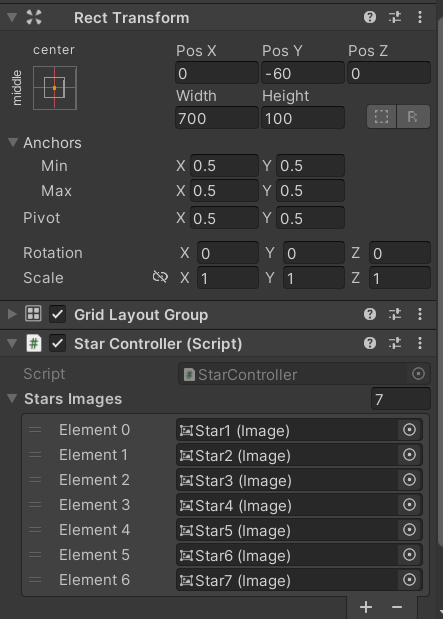 Rect Transform
center
Pos X Pos Y Pos Z
middle
0 -60 0
Width Height
700 100 R
Anchors
Min X 0.5 Y 0.5
Max X 0.5 Y 0.5
Pivot X 0.5 Y 0.5
Rotation X 0 Y 0 Z 0
Scale X 1 Y 1 Z 1
Grid Layout Group
# Star Controller (Script)
Script # StarController
Stars Images 7
Element 0 Star1 (Image)
Element 1 Star2 (Image)
Element 2 Star3 (Image)
Element 3 Star4 (Image)
Element 4 Star5 (Image)
Element 5 Star6 (Image)
Element 6 Star7 (Image)
+ −